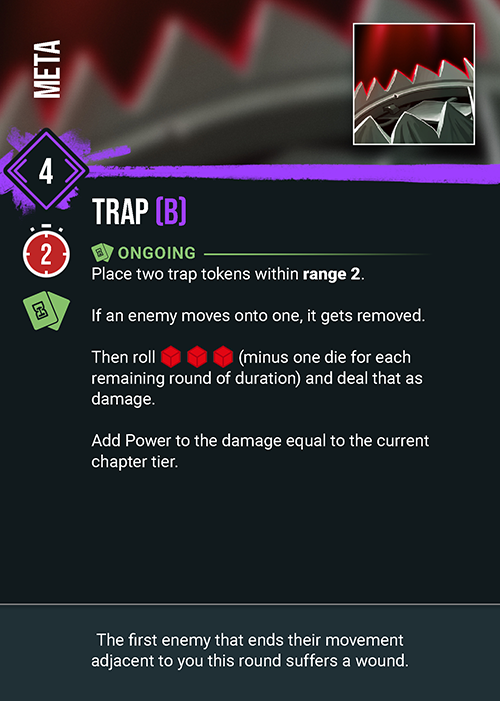 META
4
TRAP (B)
2
ONGOING
Place two trap tokens within range 2.
If an enemy moves onto one, it gets removed.
Then roll (minus one die for each
remaining round of duration) and deal that as
damage.
Add Power to the damage equal to the current
chapter tier.
The first enemy that ends their movement
adjacent to you this round suffers a wound.